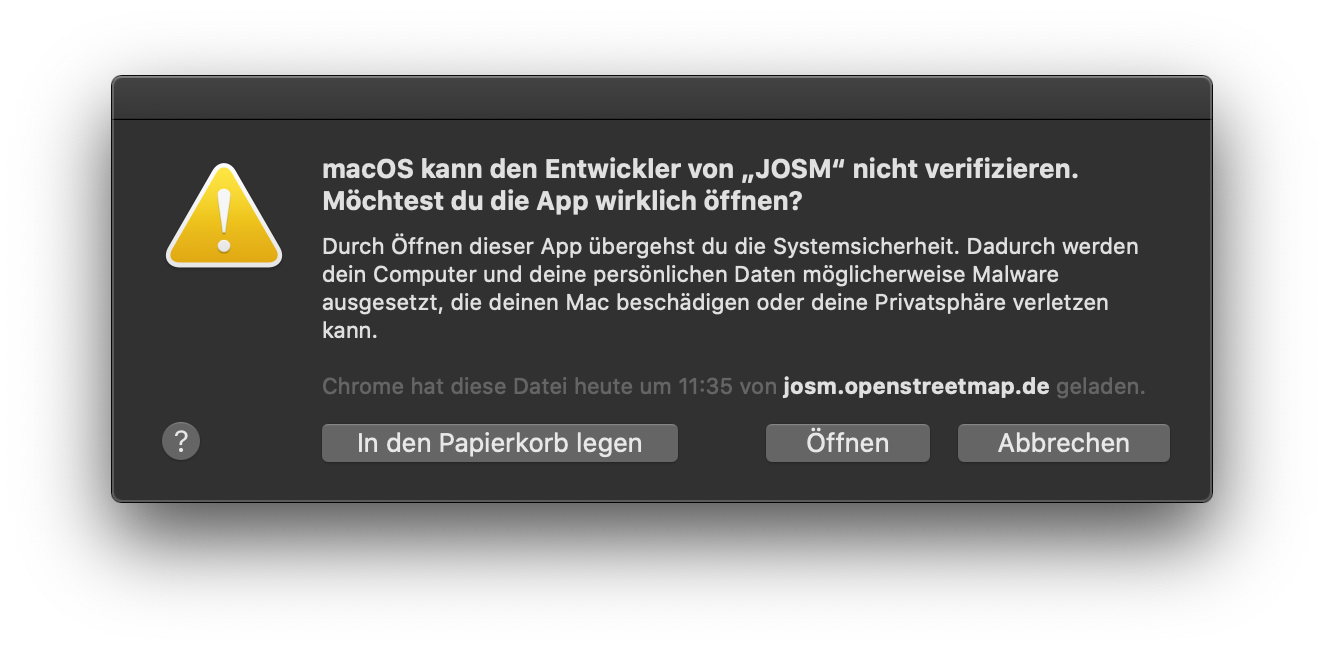 macOS kann den Entwickler von „JOSM“ nicht verifizieren.
Möchtest du die App wirklich öffnen?
Durch Öffnen dieser App übergehst du die Systemsicherheit. Dadurch werden
dein Computer und deine persönlichen Daten möglicherweise Malware
ausgesetzt, die deinen Mac beschädigen oder deine Privatsphäre verletzen
kann.
Chrome hat diese Datei heute um 11:35 von josm.openstreetmap.de geladen.
? In den Papierkorb legen Öffnen Abbrechen